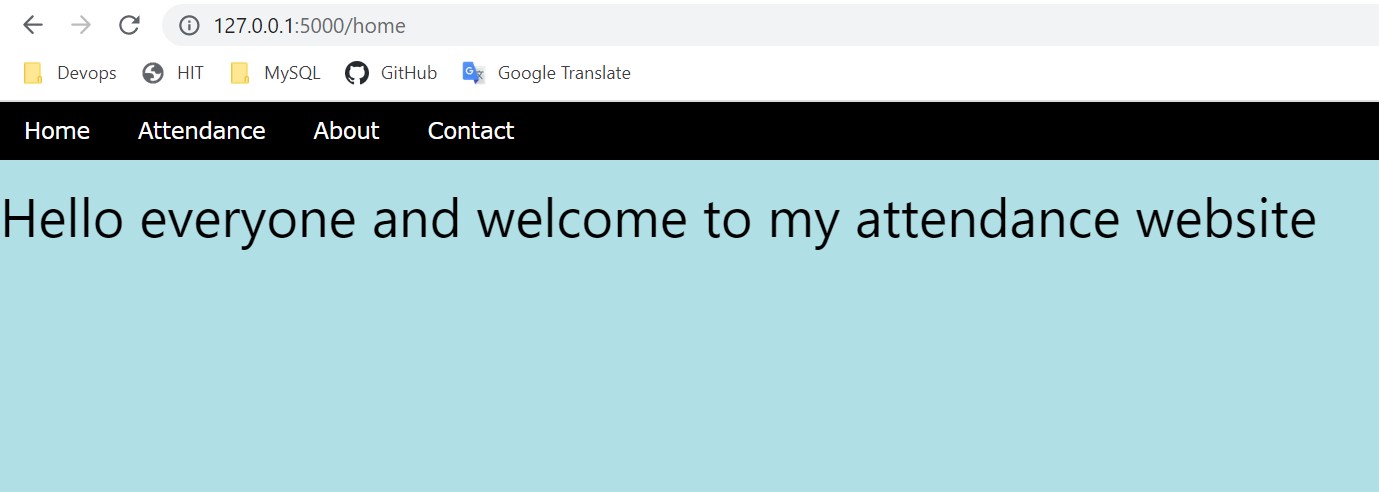 127.0.0.1:5000/home
Devops HIT MySQL GitHub Google Translate
Home Attendance About Contact
Hello everyone and welcome to my attendance website